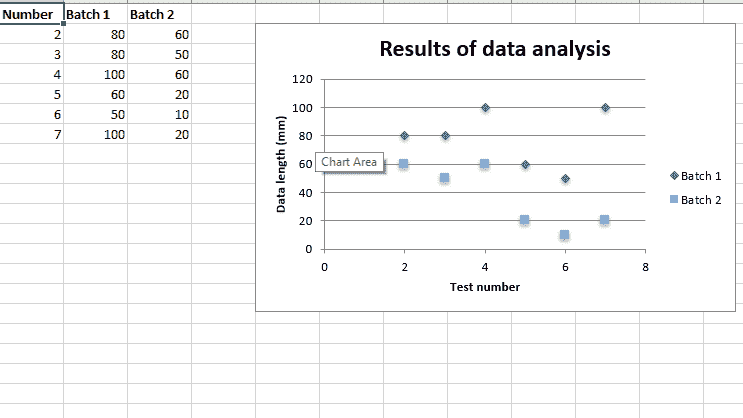 Number Batch 1 Batch 2
2 80 60
3 80 50
4 100 60
5 60 20
6 50 10
7 100 20
Results of data analysis
Data length (mm)
120
100
80
60
40
20
0
Chart Area
0 2 4 6 8
Test number
Batch 1
Batch 2